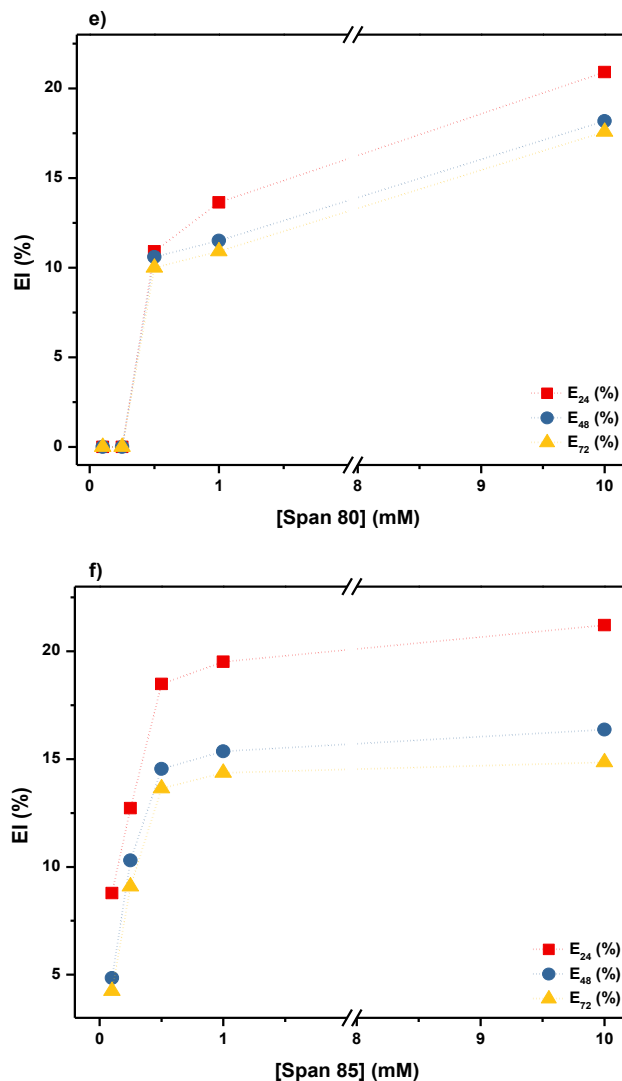 e)
20
15
10
5
0
EI (%)
E24 (%)
E48 (%)
E72 (%)
0 1 8 9 10
[Span 80] (mM)
f)
20
15
10
5
EI (%)
E24 (%)
E48 (%)
E72 (%)
0 1 8 9 10
[Span 85] (mM)